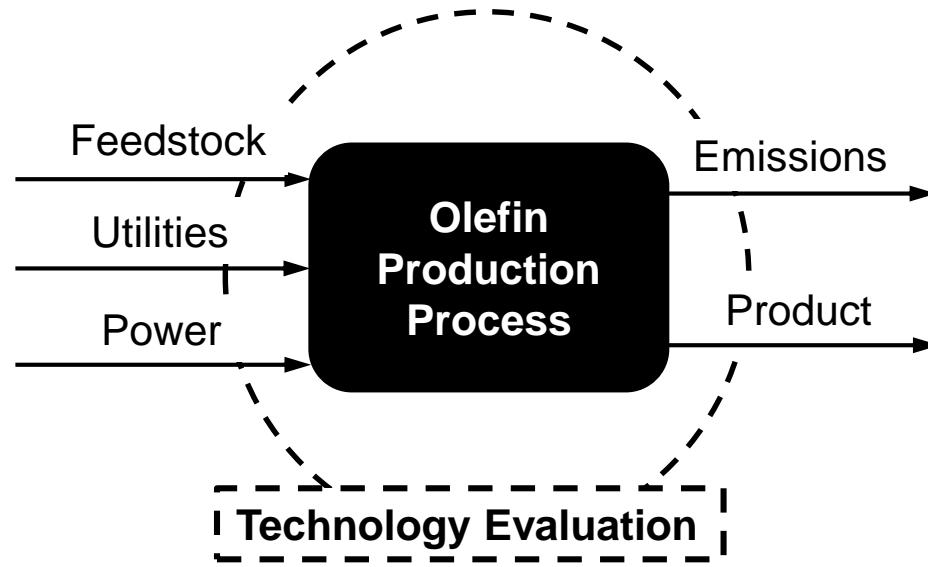 Feedstock
Utilities
Power
Olefin
Production
Process
Emissions
Product
Technology Evaluation